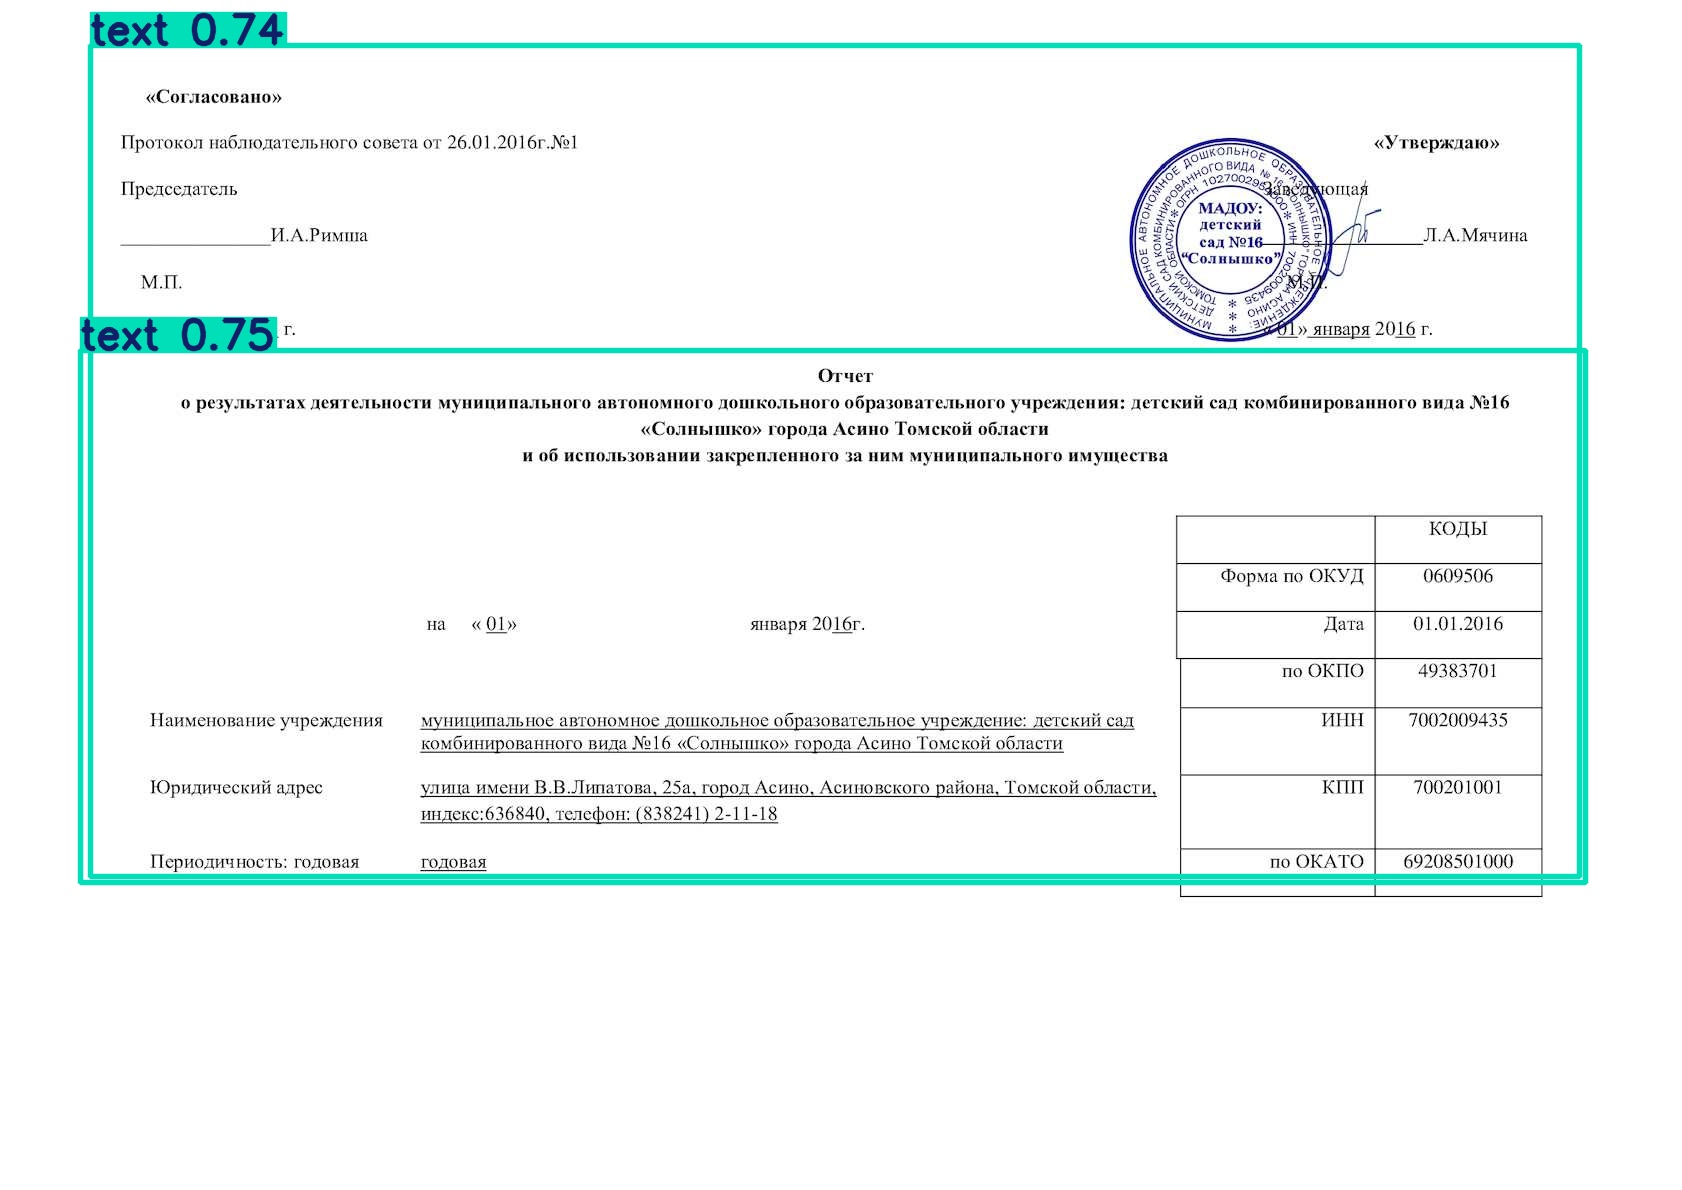 text 0.74
«Согласовано»
Протокол наблюдательного совета от 26.01.2016г.№1
«Утверждаю»
Председатель
Заведующая
_______________И.А.Римша
________________Л.А.Мячина
М.П.
М.П.
г.
«01» января 2016 г.
МУНИЦИПАЛЬНОЕ АВТОНОМНОЕ ДОШКОЛЬНОЕ ОБРАЗОВАТЕЛЬНОЕ УЧРЕЖДЕНИЕ:
ДЕТСКИЙ САД КОМБИНИРОВАННОГО ВИДА № 16 "СОЛНЫШКО" ГОРОДА АСИНО
ТОМСКОЙ ОБЛАСТИ * ОГРН * ИНН 7002009435
МАДОУ:
детский
сад №16
“Солнышко”
text 0.75
Отчет
о результатах деятельности муниципального автономного дошкольного образовательного учреждения: детский сад комбинированного вида №16
«Солнышко» города Асино Томской области
и об использовании закрепленного за ним муниципального имущества
КОДЫ
Форма по ОКУД 0609506
на « 01» января 2016г.
Дата 01.01.2016
по ОКПО 49383701
Наименование учреждения муниципальное автономное дошкольное образовательное учреждение: детский сад
комбинированного вида №16 «Солнышко» города Асино Томской области
ИНН 7002009435
Юридический адрес улица имени В.В.Липатова, 25а, город Асино, Асиновского района, Томской области,
индекс:636840, телефон: (838241) 2-11-18
КПП 700201001
Периодичность: годовая годовая
по ОКАТО 69208501000